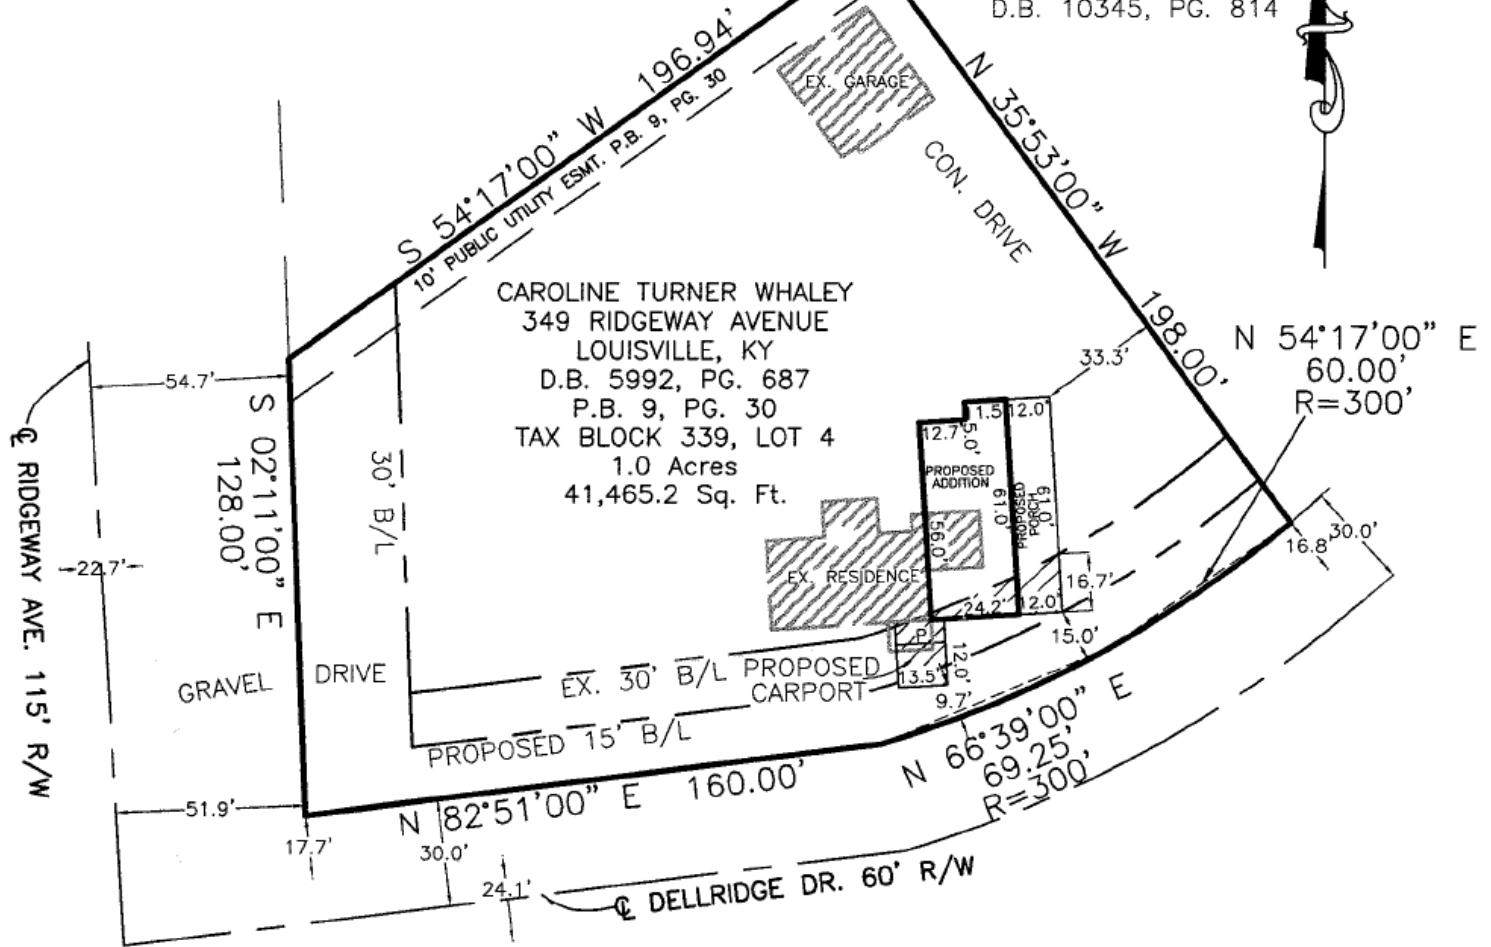 D.B. 10345, PG. 814
S 54°17'00" W 196.94'
10' PUBLIC UTILITY ESMT. P.B. 9, PG. 30
EX. GARAGE
N 35°53'00" W 198.00'
CON. DRIVE
CAROLINE TURNER WHALEY
349 RIDGEWAY AVENUE
LOUISVILLE, KY
D.B. 5992, PG. 687
P.B. 9, PG. 30
TAX BLOCK 339, LOT 4
1.0 Acres
41,465.2 Sq. Ft.
N 54°17'00" E
60.00'
R=300'
33.3'
54.7'
S 02°11'00" E
128.00'
30' B/L
℄ RIDGEWAY AVE. 115' R/W
22.7'
1.5
12.0'
12.7'
5.0'
PROPOSED
ADDITION
61.0'
PROPOSED
PORCH
61.0'
56.0'
EX. RESIDENCE
24.2'
12.0'
16.7'
16.8'
30.0'
15.0'
P
12.0'
13.5'
9.7'
GRAVEL DRIVE
EX. 30' B/L
PROPOSED
CARPORT
PROPOSED 15' B/L
N 66°39'00" E
69.25'
R=300'
N 82°51'00" E 160.00'
51.9'
17.7'
30.0'
24.1'
℄ DELLRIDGE DR. 60' R/W